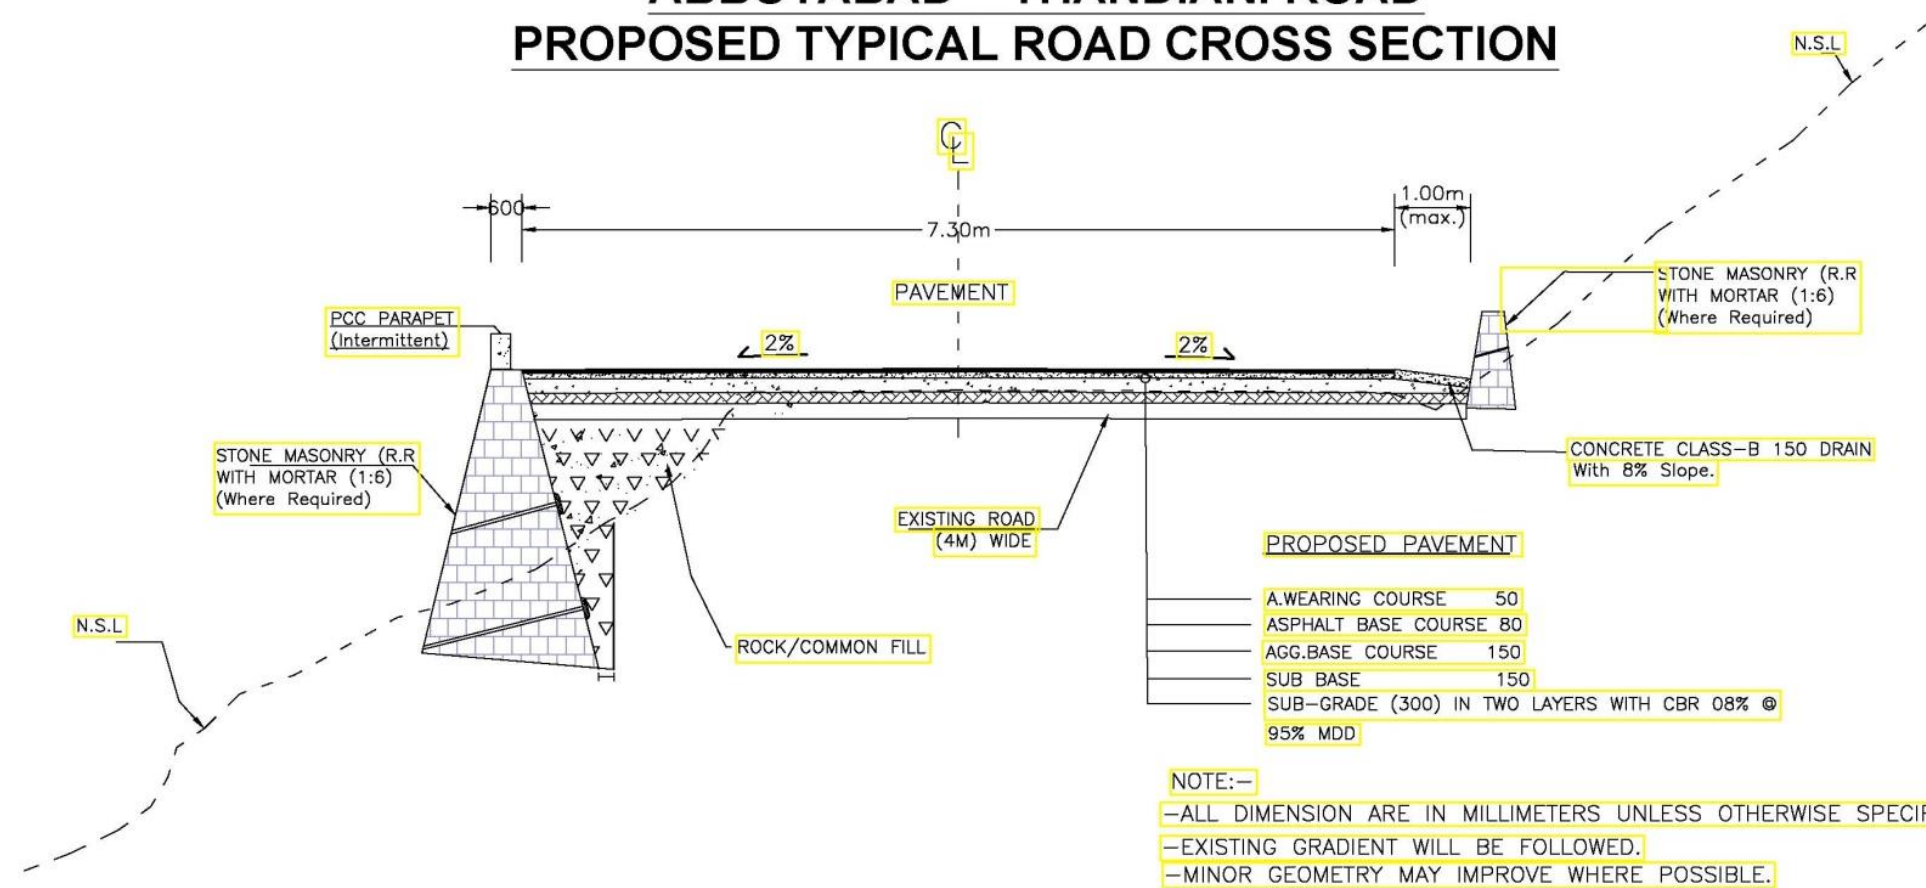 PROPOSED TYPICAL ROAD CROSS SECTION
N.S.L
C
L
600
7.30m
1.00m
(max.)
PAVEMENT
STONE MASONRY (R.R
WITH MORTAR (1:6)
(Where Required)
PCC PARAPET
(Intermittent)
2%
2%
STONE MASONRY (R.R
WITH MORTAR (1:6)
(Where Required)
CONCRETE CLASS-B 150 DRAIN
With 8% Slope.
EXISTING ROAD
(4M) WIDE
PROPOSED PAVEMENT
A.WEARING COURSE 50
ASPHALT BASE COURSE 80
AGG.BASE COURSE 150
SUB BASE 150
SUB-GRADE (300) IN TWO LAYERS WITH CBR 08% @
95% MDD
N.S.L
ROCK/COMMON FILL
NOTE:-
-ALL DIMENSION ARE IN MILLIMETERS UNLESS OTHERWISE SPECIF
-EXISTING GRADIENT WILL BE FOLLOWED.
-MINOR GEOMETRY MAY IMPROVE WHERE POSSIBLE.